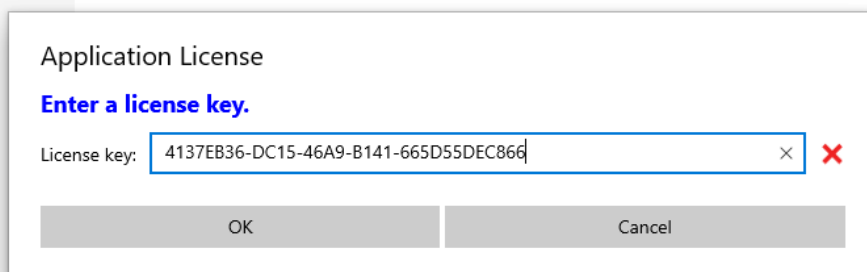 Application License
Enter a license key.
License key: 4137EB36-DC15-46A9-B141-665D55DEC866
OK Cancel